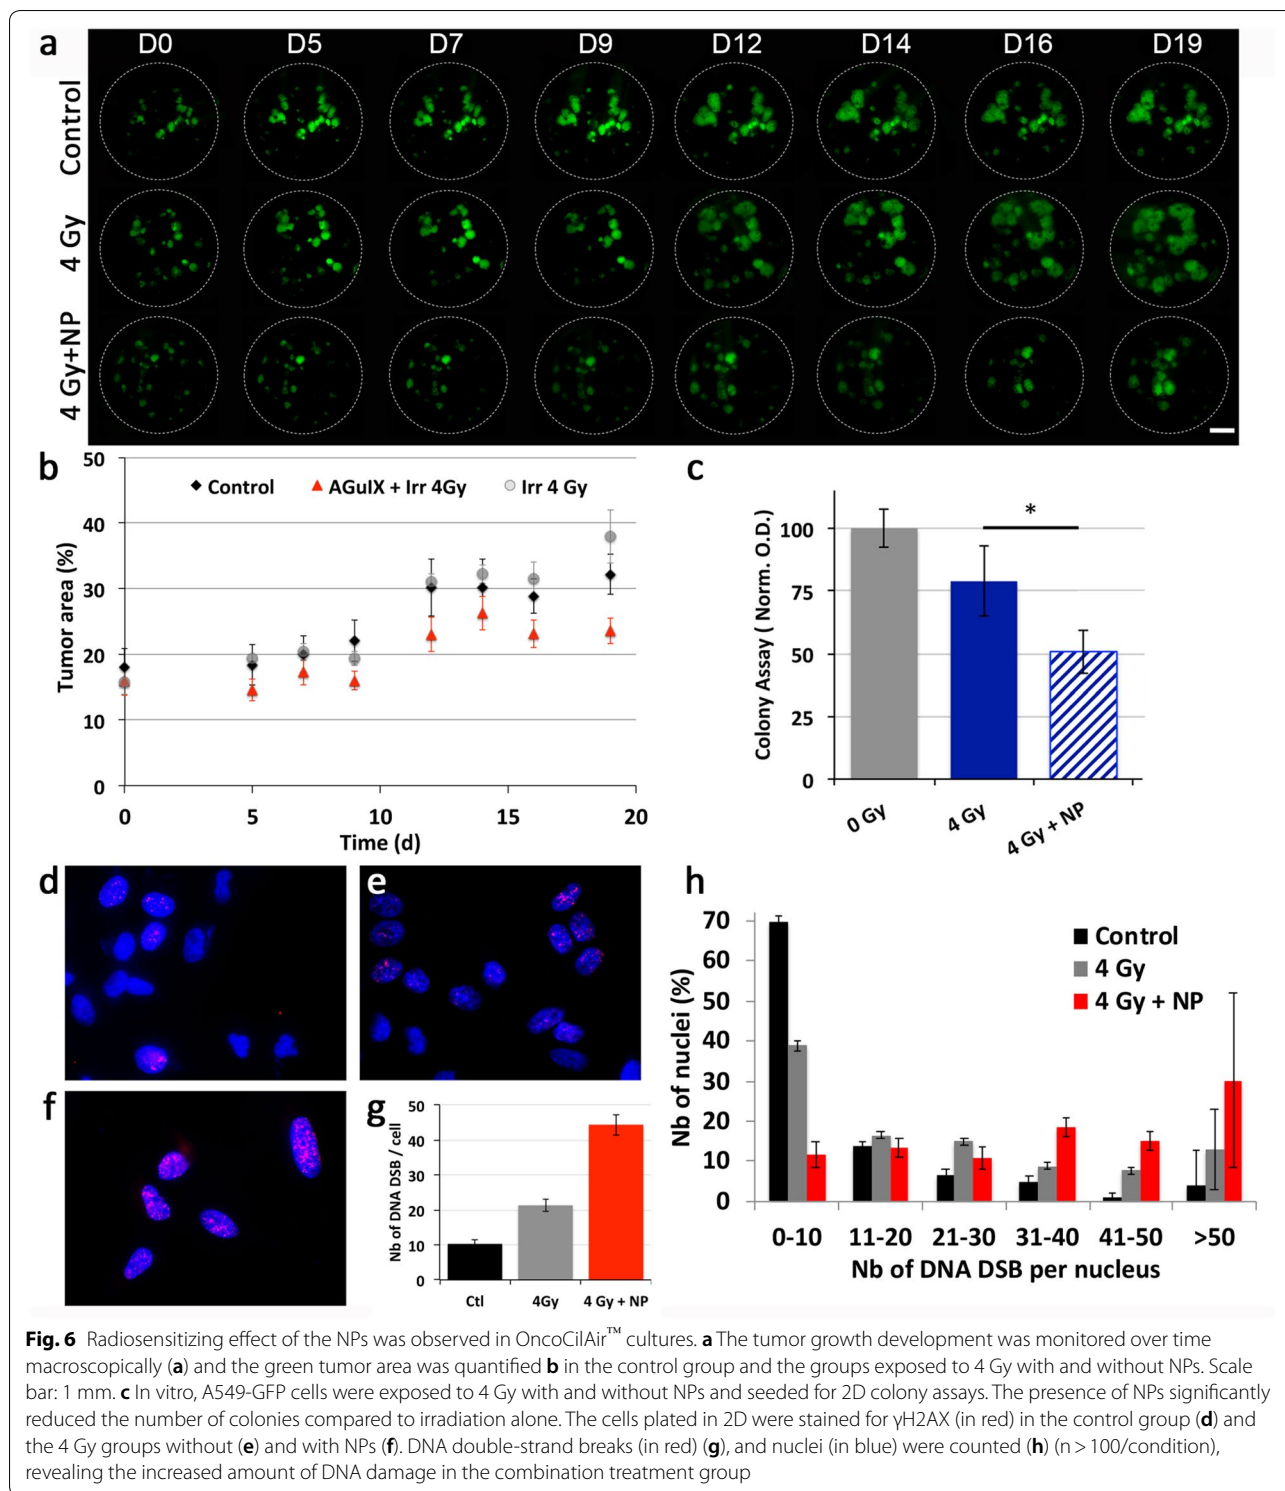 a
D0 D5 D7 D9 D12 D14 D16 D19
Control
4 Gy
4 Gy+NP
b
50
40
30
20
10
0
Tumor area (%)
Control AGuIX + Irr 4Gy Irr 4 Gy
0 5 10 15 20
Time (d)
c
100
75
50
25
0
Colony Assay ( Norm. O.D.)
*
0 Gy 4 Gy 4 Gy + NP
d
e
f
g
50
40
30
20
10
0
Nb of DNA DSB / cell
Ctl 4Gy 4 Gy + NP
h
70
60
50
40
30
20
10
0
Nb of nuclei (%)
Control
4 Gy
4 Gy + NP
0-10 11-20 21-30 31-40 41-50 >50
Nb of DNA DSB per nucleus
Fig. 6 Radiosensitizing effect of the NPs was observed in OncoCilAir™ cultures. a The tumor growth development was monitored over time
macroscopically (a) and the green tumor area was quantified b in the control group and the groups exposed to 4 Gy with and without NPs. Scale
bar: 1 mm. c In vitro, A549-GFP cells were exposed to 4 Gy with and without NPs and seeded for 2D colony assays. The presence of NPs significantly
reduced the number of colonies compared to irradiation alone. The cells plated in 2D were stained for γH2AX (in red) in the control group (d) and
the 4 Gy groups without (e) and with NPs (f). DNA double-strand breaks (in red) (g), and nuclei (in blue) were counted (h) (n > 100/condition),
revealing the increased amount of DNA damage in the combination treatment group